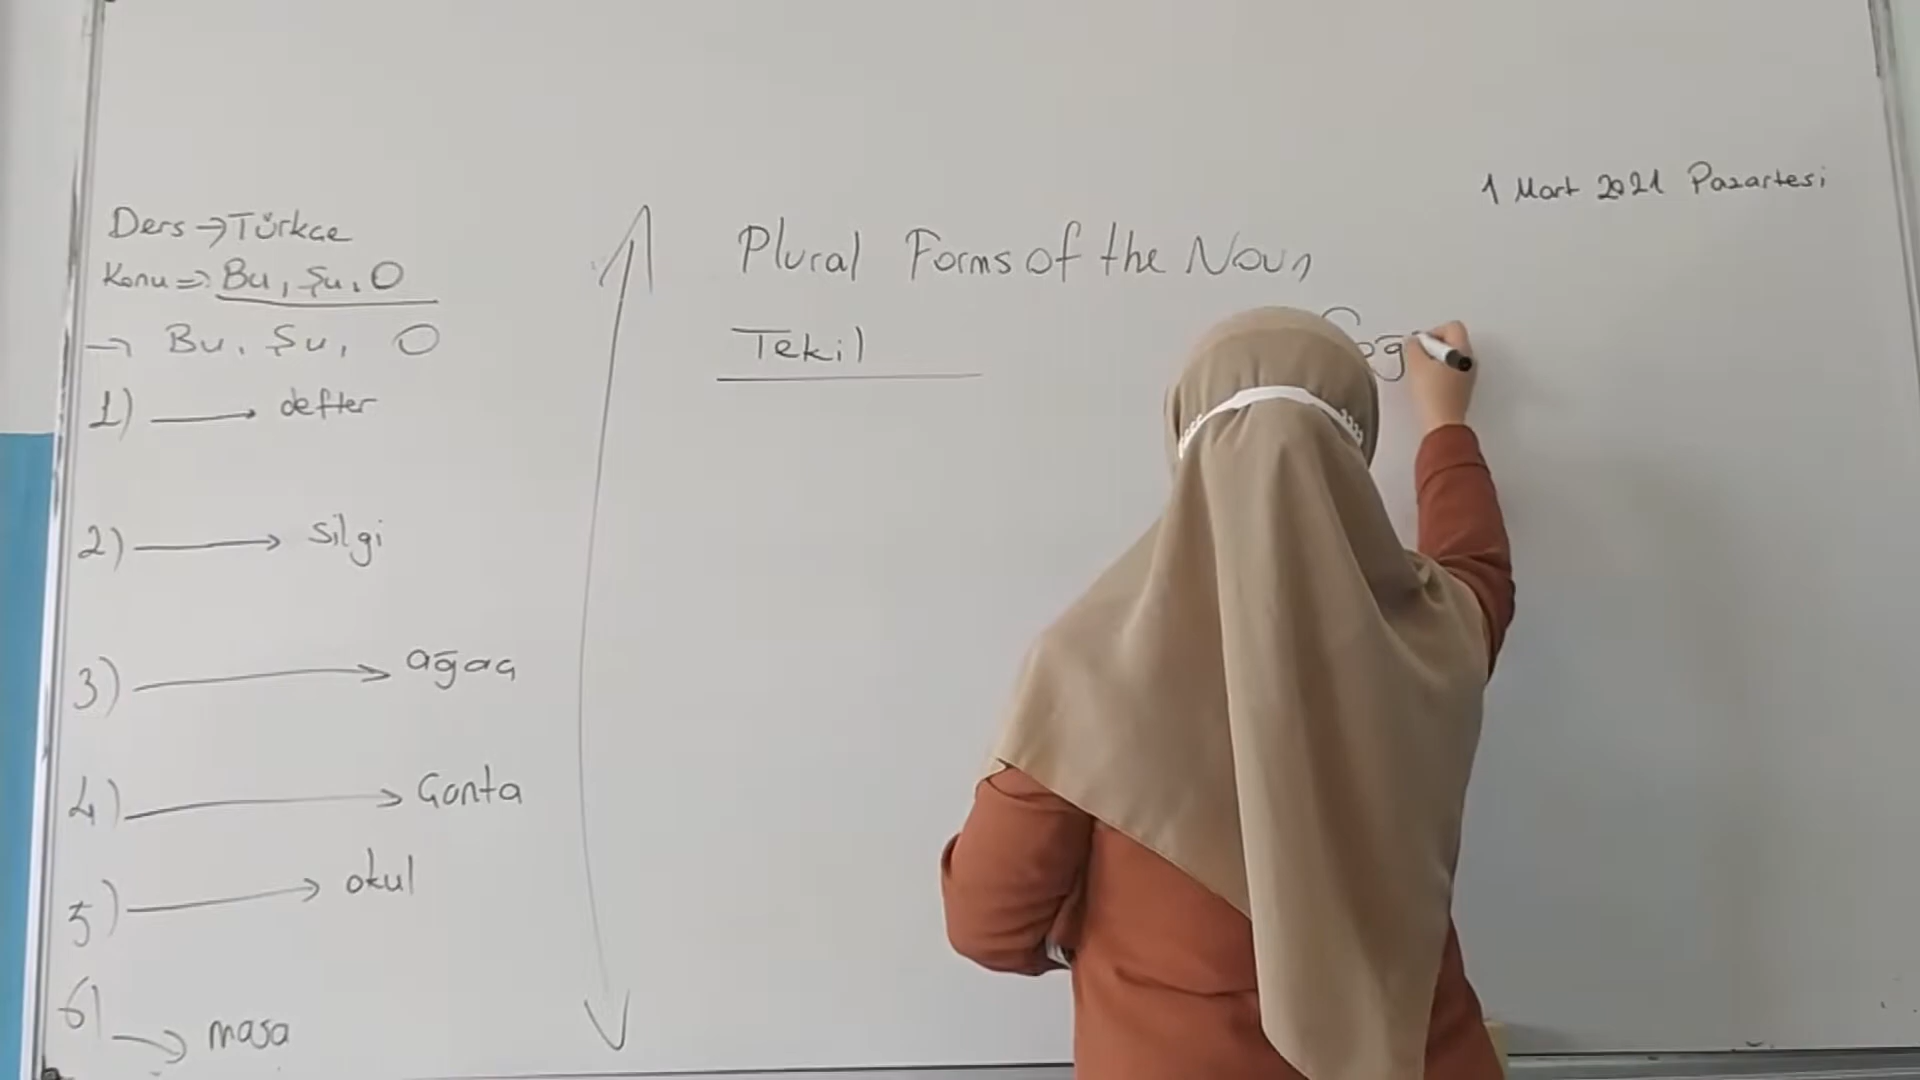 1 Mart 2021 Pazartesi
Ders → Türkçe
Konu => Bu, Şu, O
→ Bu, Şu, O
1) → defter
2) → silgi
3) → ağaç
4) → Çanta
5) → okul
6) → masa
Plural Forms of the Noun
Tekil